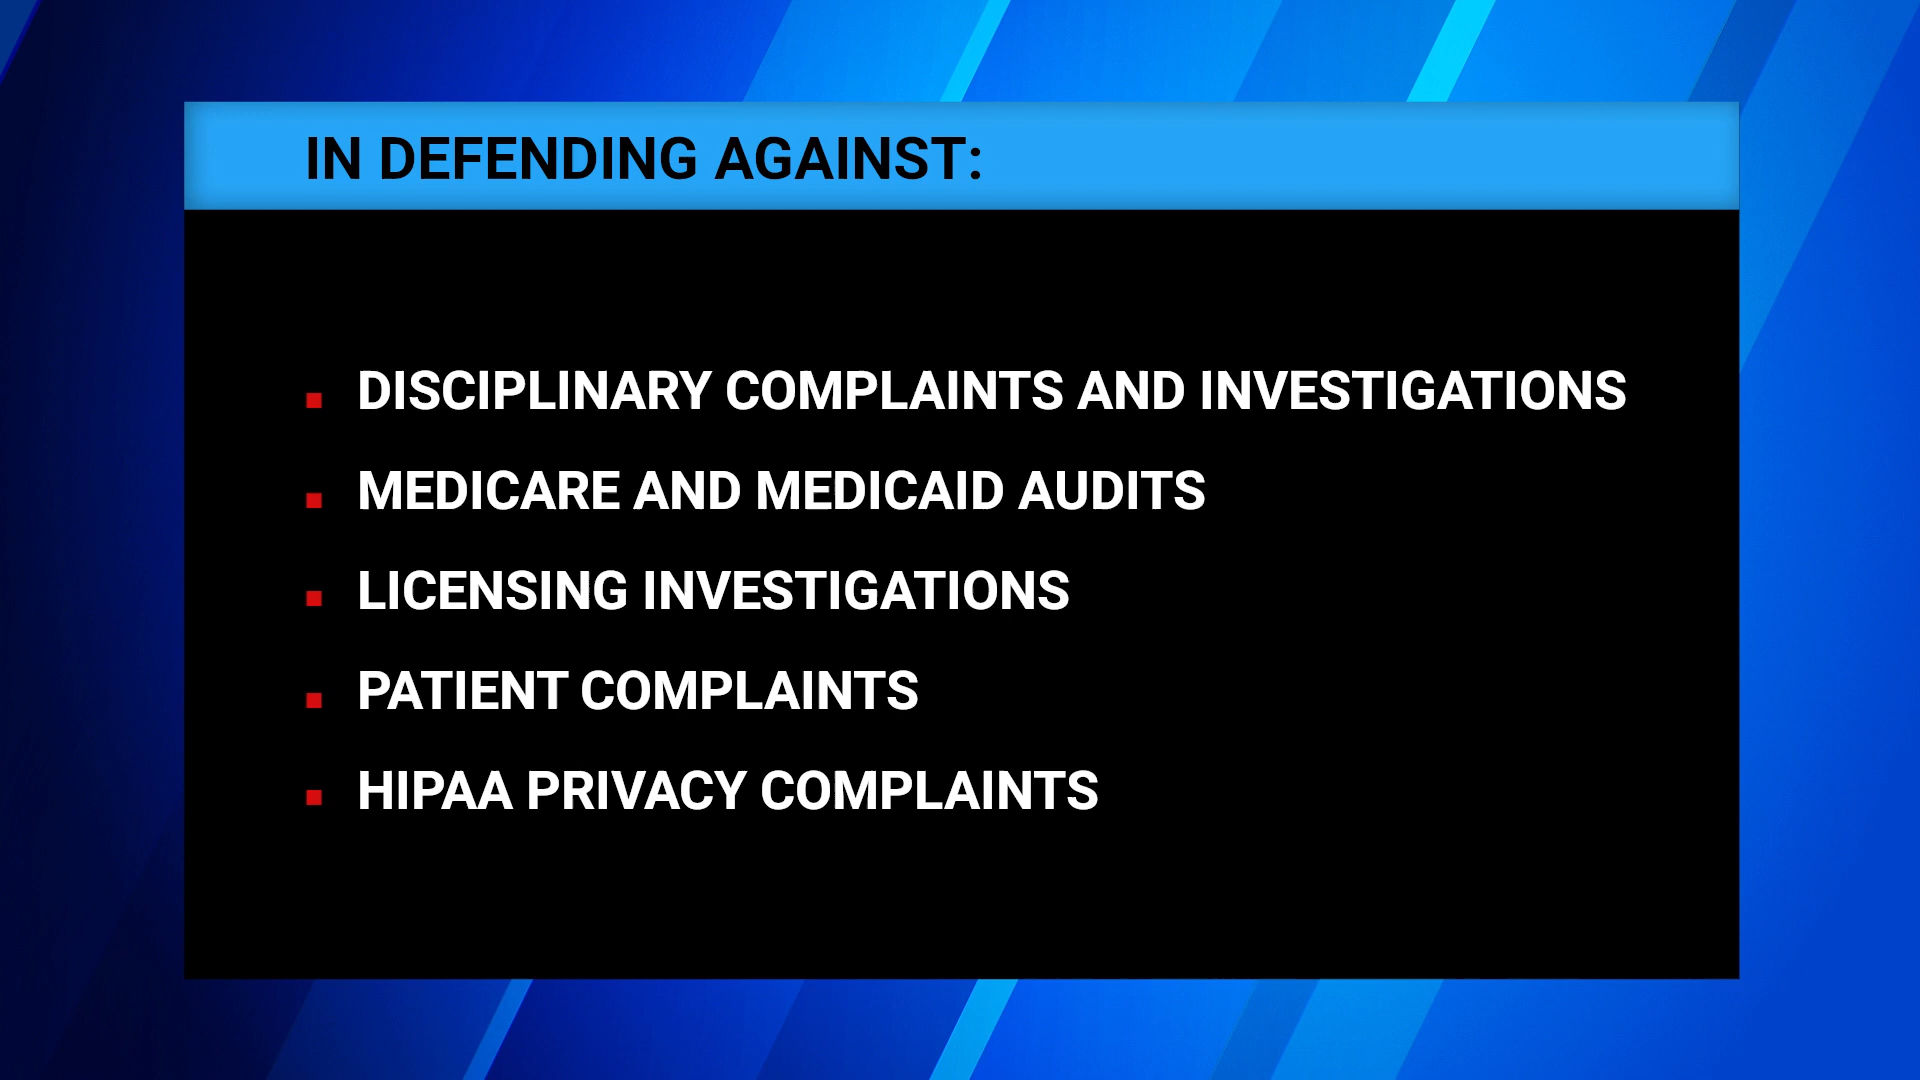 IN DEFENDING AGAINST:
DISCIPLINARY COMPLAINTS AND INVESTIGATIONS
MEDICARE AND MEDICAID AUDITS
LICENSING INVESTIGATIONS
PATIENT COMPLAINTS
HIPAA PRIVACY COMPLAINTS